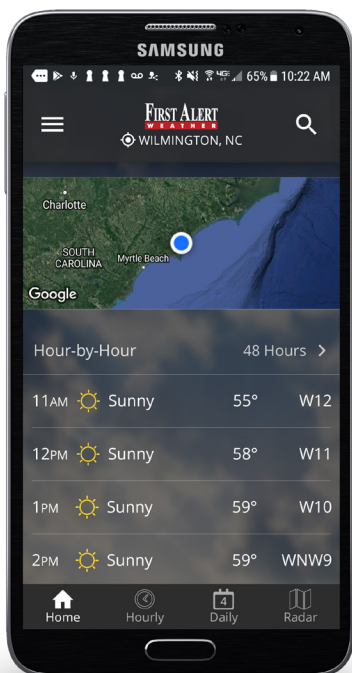 SAMSUNG
4G LTE 65% 10:22 AM
FIRST ALERT
WEATHER
WILMINGTON, NC
Charlotte
SOUTH
CAROLINA
Myrtle Beach
Google
Hour-by-Hour 48 Hours >
11AM Sunny 55° W12
12PM Sunny 58° W11
1PM Sunny 59° W10
2PM Sunny 59° WNW9
4
Home Hourly Daily Radar